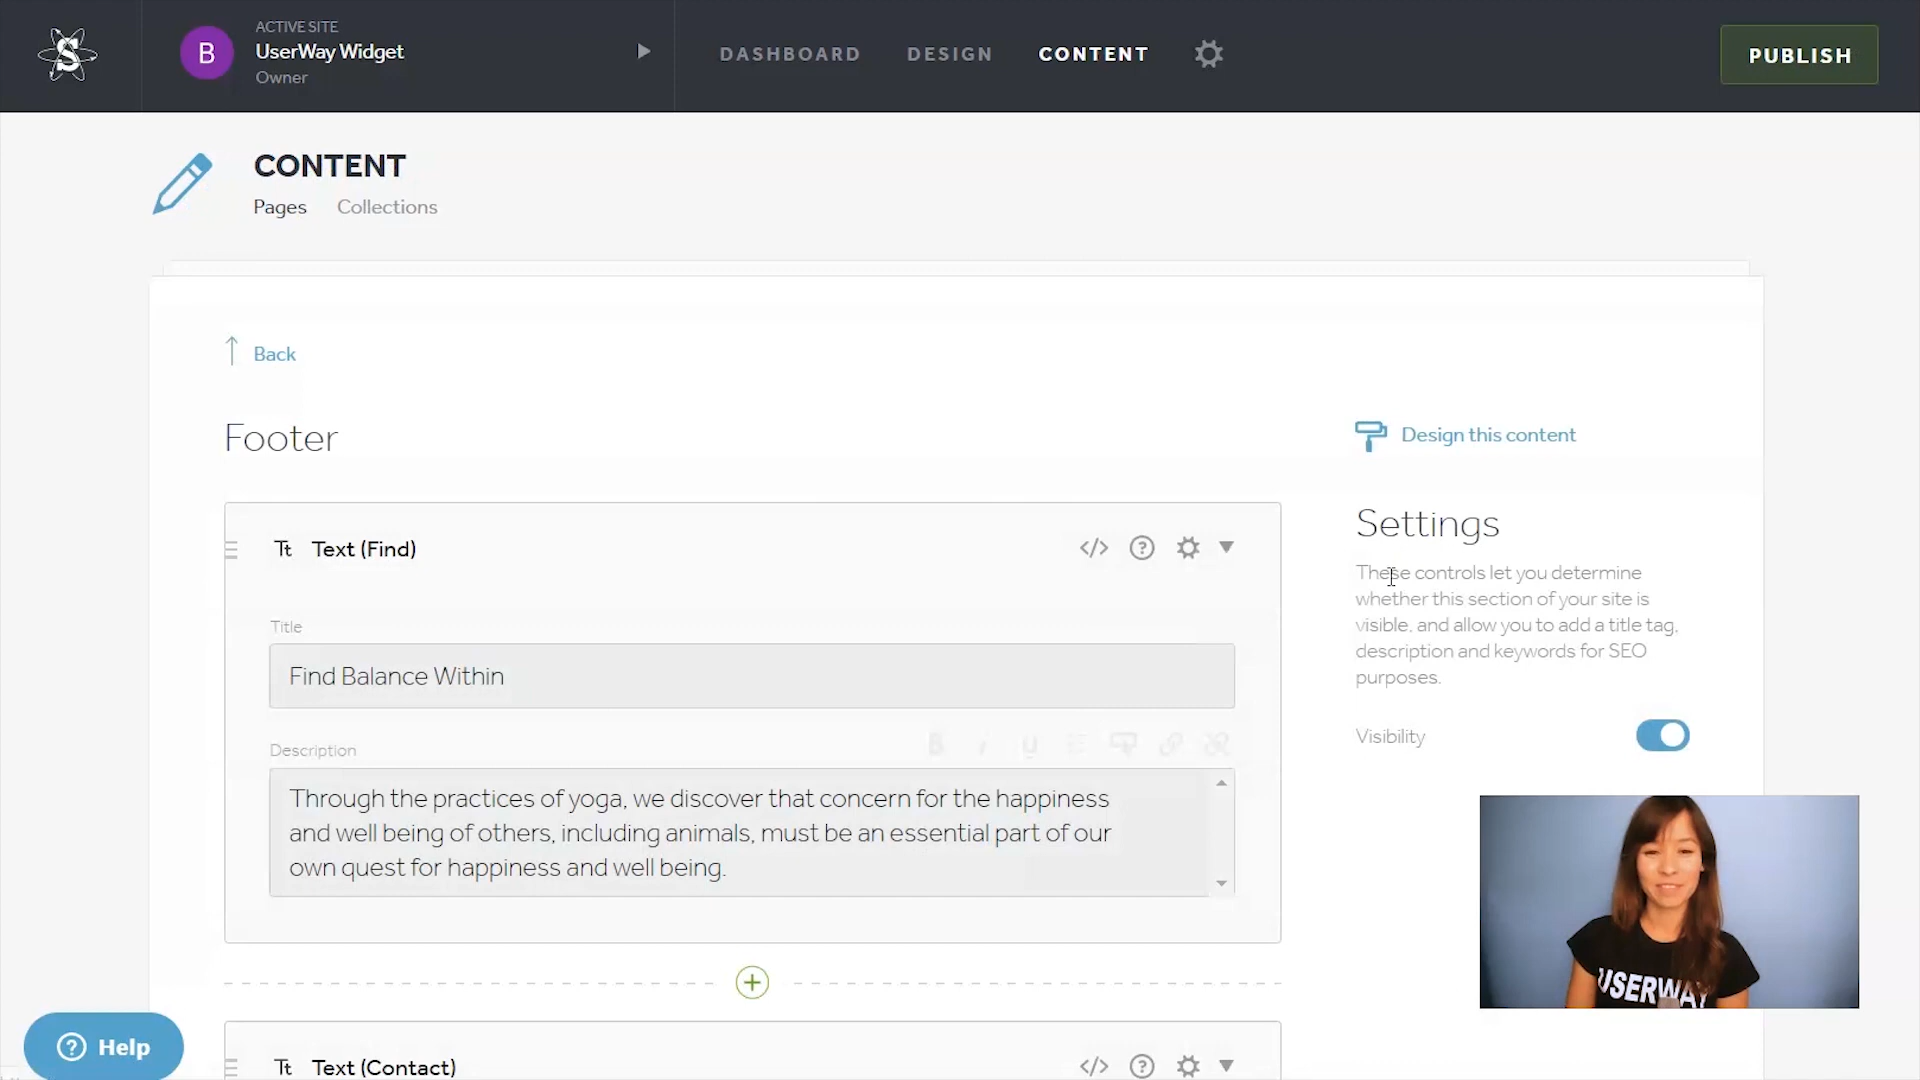 S
B
ACTIVE SITE
UserWay Widget
Owner
DASHBOARD
DESIGN
CONTENT
PUBLISH
CONTENT
Pages
Collections
Back
Footer
Design this content
Tt Text (Find)
</>
?
Title
Find Balance Within
Description
B i U
Through the practices of yoga, we discover that concern for the happiness
and well being of others, including animals, must be an essential part of our
own quest for happiness and well being.
Settings
These controls let you determine
whether this section of your site is
visible, and allow you to add a title tag,
description and keywords for SEO
purposes.
Visibility
USERWAY
Tt Text (Contact)
</>
?
? Help